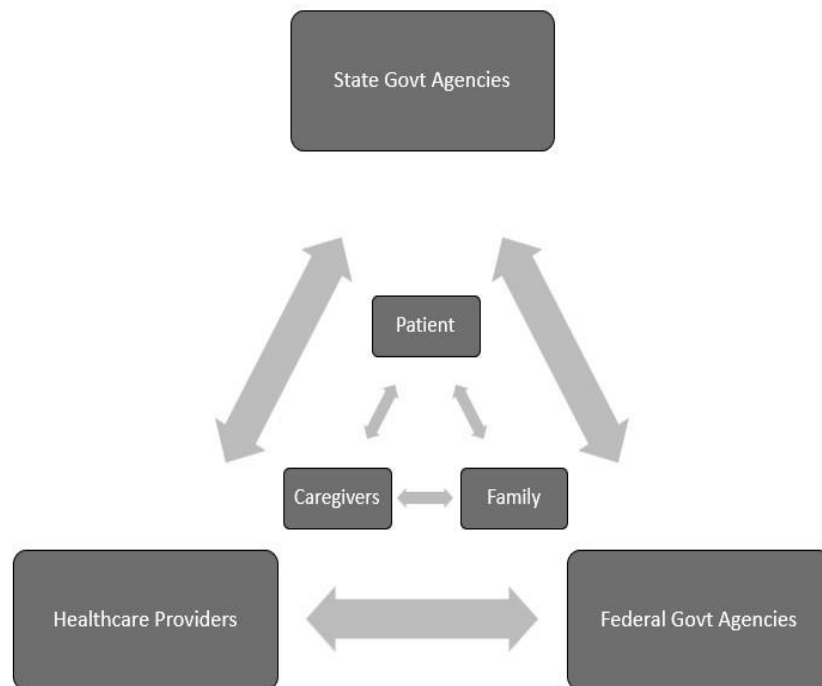 State Govt Agencies
Patient
Caregivers
Family
Healthcare Providers
Federal Govt Agencies